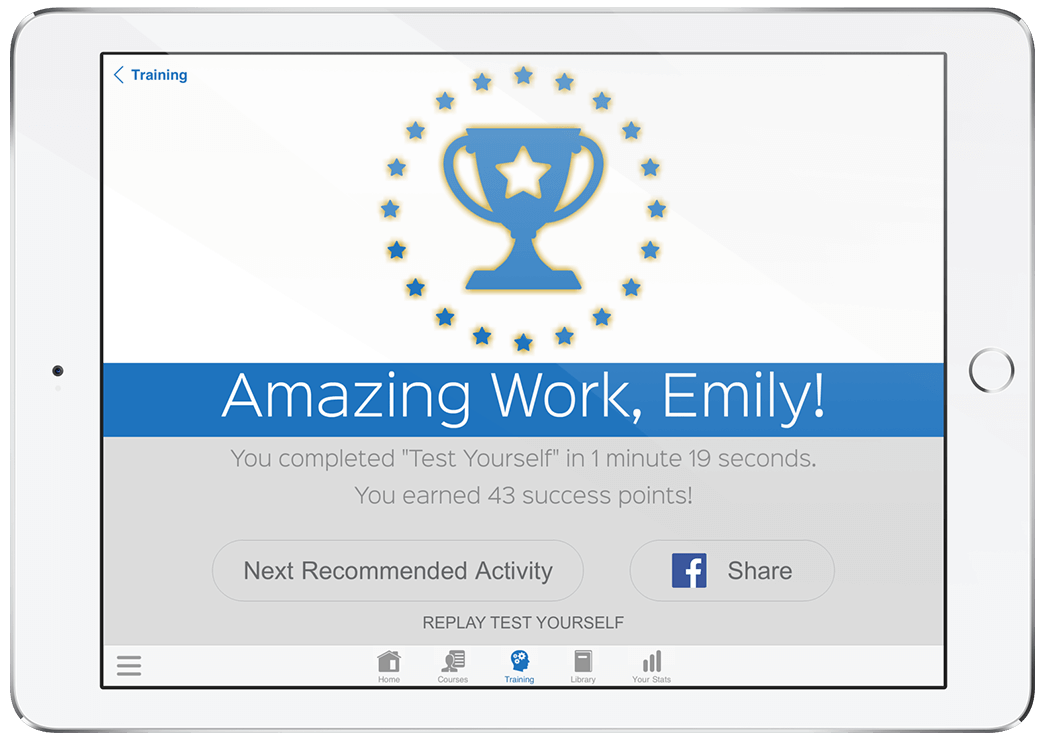 Training
Amazing Work, Emily!
You completed "Test Yourself" in 1 minute 19 seconds.
You earned 43 success points!
Next Recommended Activity
f Share
REPLAY TEST YOURSELF
Home Courses Training Library Your Stats